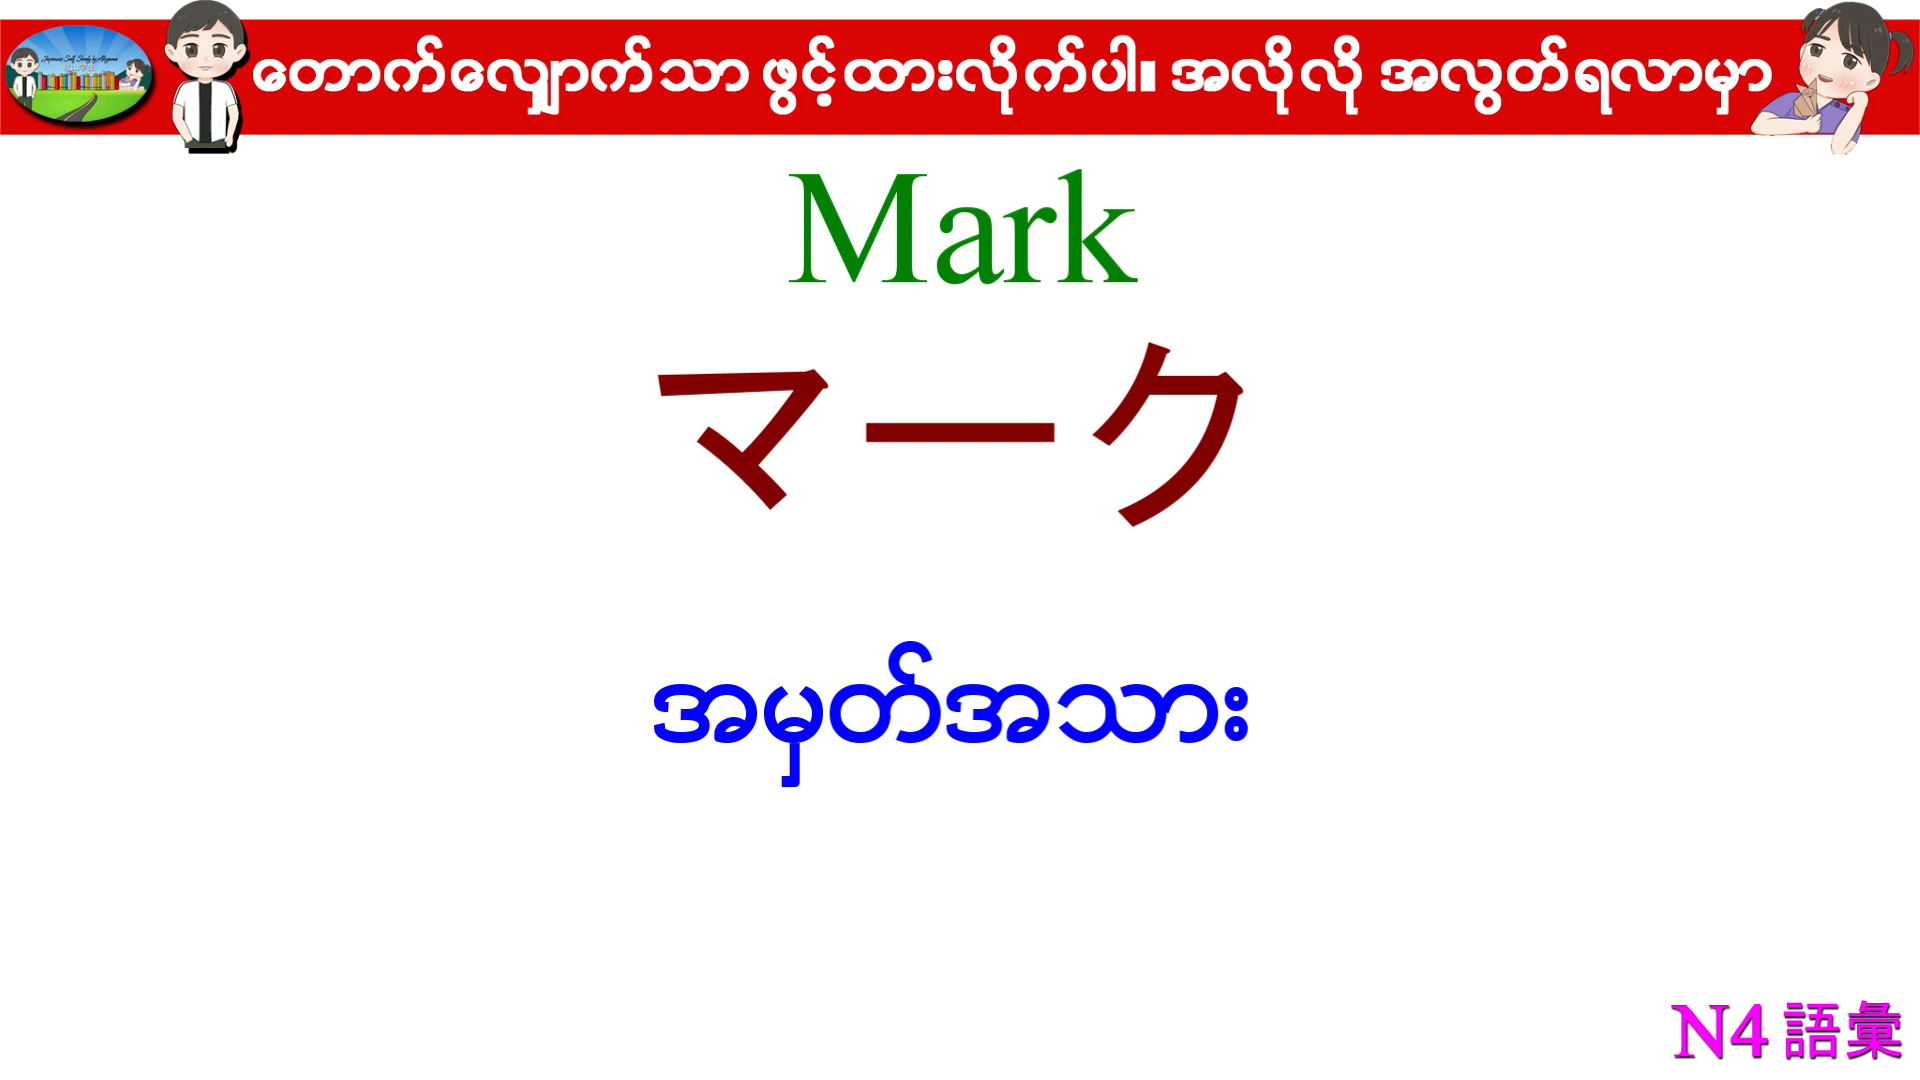 တောက်လျှောက်သာ ဖွင့်ထားလိုက်ပါ။ အလိုလို အလွတ်ရလာမှာ
Mark
マーク
အမှတ်အသား
N4 語彙